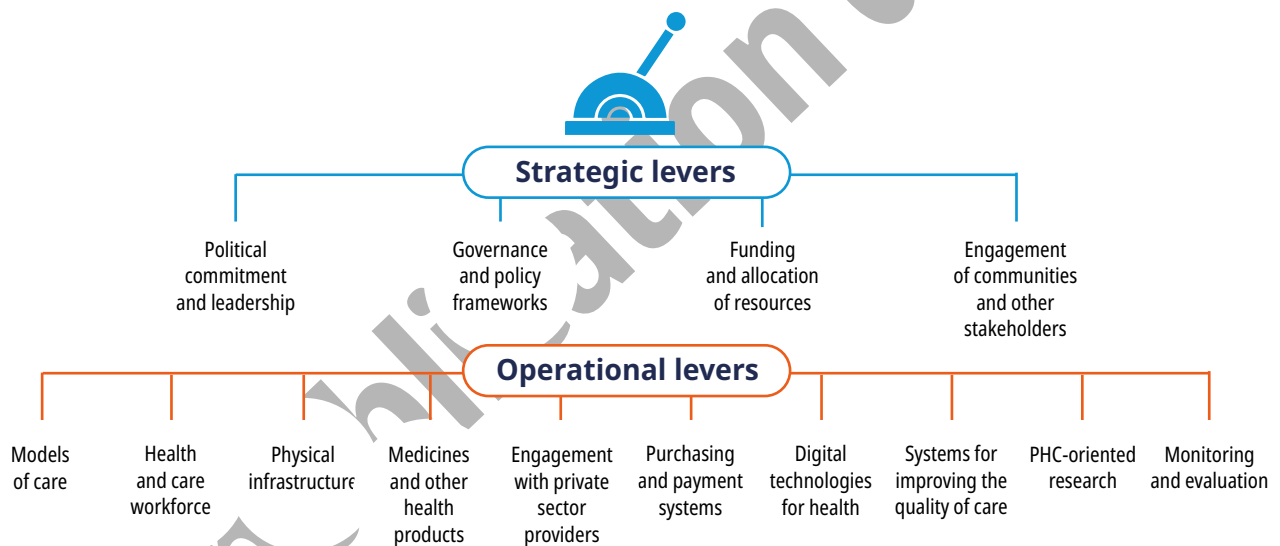 Strategic levers
Political
commitment
and leadership
Governance
and policy
frameworks
Funding
and allocation
of resources
Engagement
of communities
and other
stakeholders
Operational levers
Models
of care
Health
and care
workforce
Physical
infrastructure
Medicines
and other
health
products
Engagement
with private
sector
providers
Purchasing
and payment
systems
Digital
technologies
for health
Systems for
improving the
quality of care
PHC-oriented
research
Monitoring
and evaluation